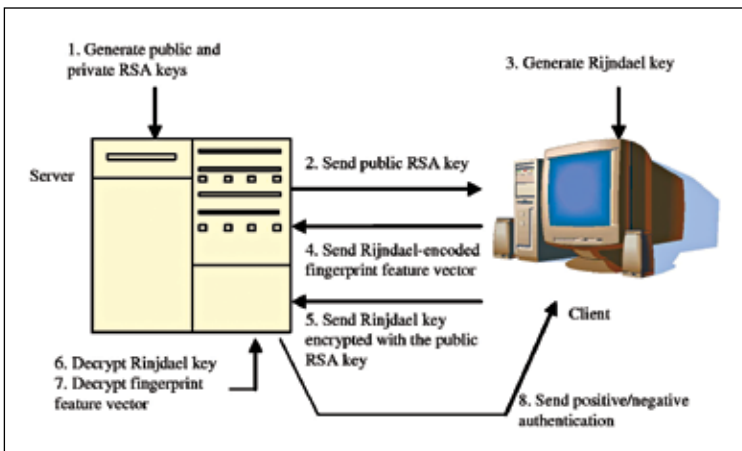 1. Generate public and
private RSA keys
3. Generate Rijndael key
Server
2. Send public RSA key
4. Send Rijndael-encoded
fingerprint feature vector
5. Send Rinjdael key
encrypted with the public
RSA key
Client
6. Decrypt Rinjdael key
7. Decrypt fingerprint
feature vector
8. Send positive/negative
authentication